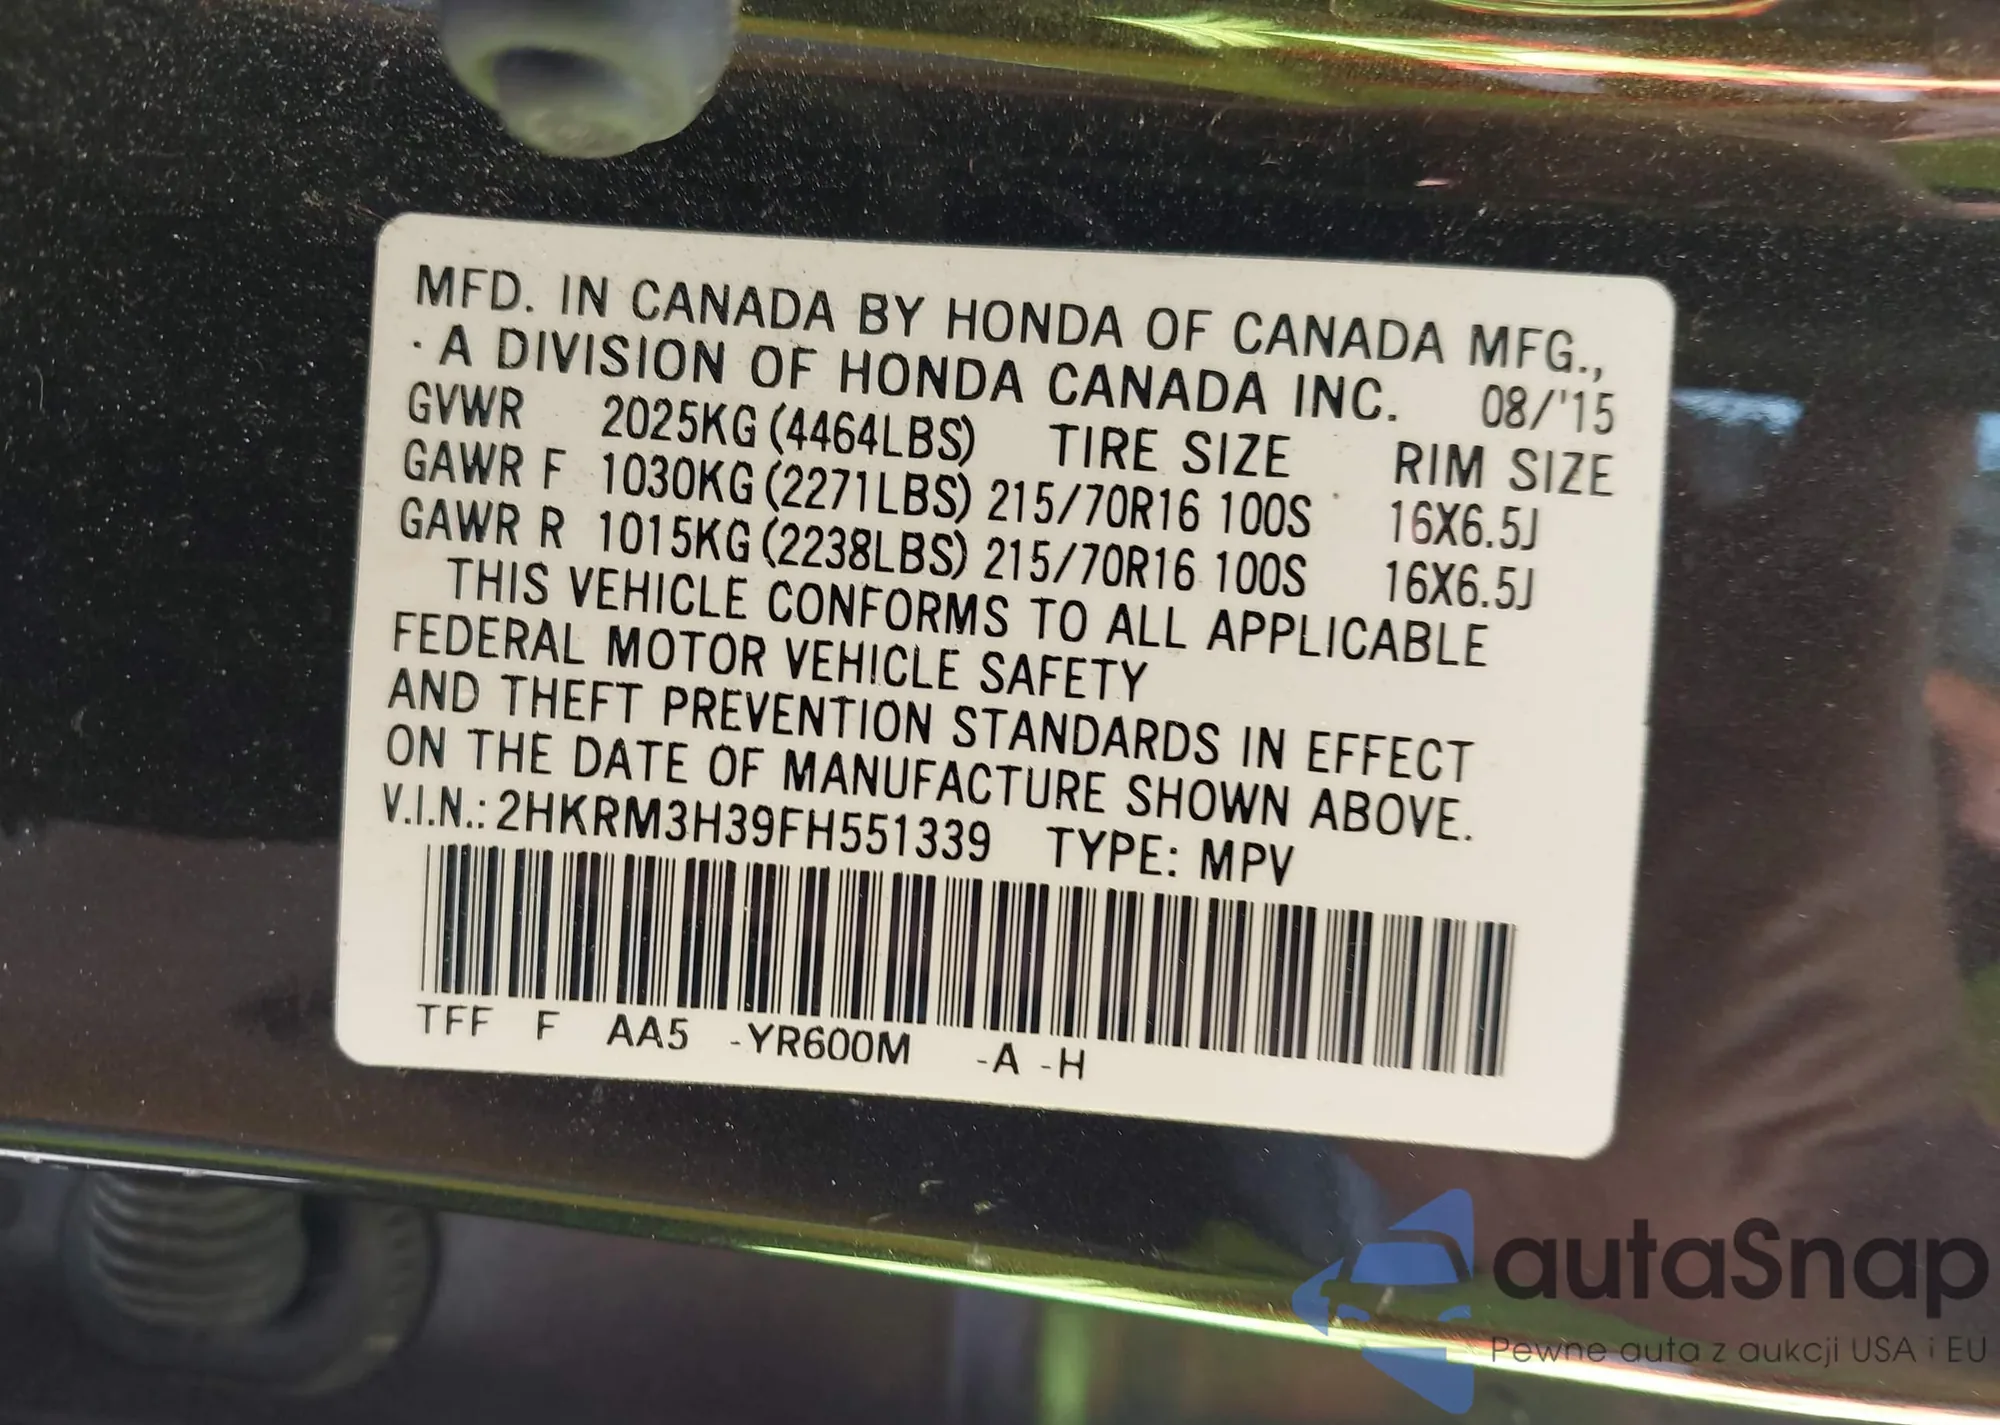 MFD. IN CANADA BY HONDA OF CANADA MFG.,
· A DIVISION OF HONDA CANADA INC. 08/'15
GVWR 2025KG (4464LBS) TIRE SIZE RIM SIZE
GAWR F 1030KG (2271LBS) 215/70R16 100S 16X6.5J
GAWR R 1015KG (2238LBS) 215/70R16 100S 16X6.5J
THIS VEHICLE CONFORMS TO ALL APPLICABLE
FEDERAL MOTOR VEHICLE SAFETY
AND THEFT PREVENTION STANDARDS IN EFFECT
ON THE DATE OF MANUFACTURE SHOWN ABOVE.
V.I.N.: 2HKRM3H39FH551339 TYPE: MPV
TFF F AA5 -YR600M -A -H
autaSnap
Pewne auta z aukcji USA i EU